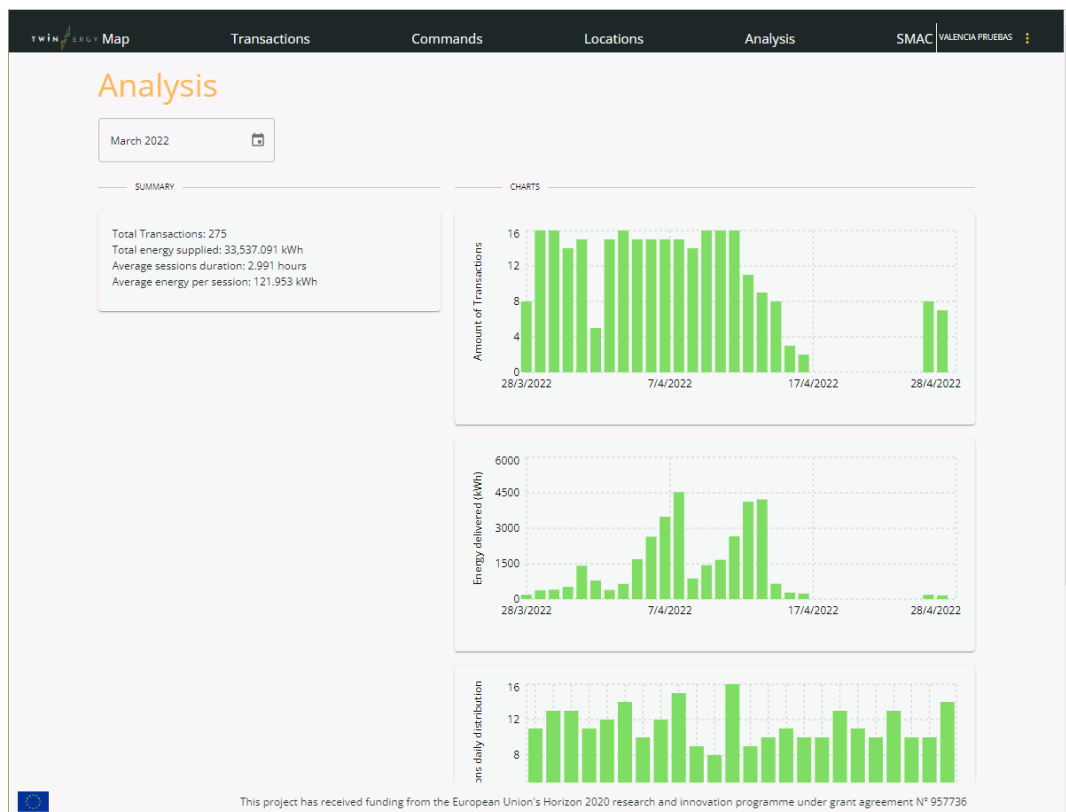 TWINERGY Map Transactions Commands Locations Analysis SMAC VALENCIA PRUEBAS
Analysis
March 2022
SUMMARY
Total Transactions: 275
Total energy supplied: 33,537.091 kWh
Average sessions duration: 2.991 hours
Average energy per session: 121.953 kWh
CHARTS
Amount of Transactions
16
12
8
4
0
28/3/2022 7/4/2022 17/4/2022 28/4/2022
Energy delivered (kWh)
6000
4500
3000
1500
0
28/3/2022 7/4/2022 17/4/2022 28/4/2022
ons daily distribution
16
12
8
This project has received funding from the European Union's Horizon 2020 research and innovation programme under grant agreement N° 957736